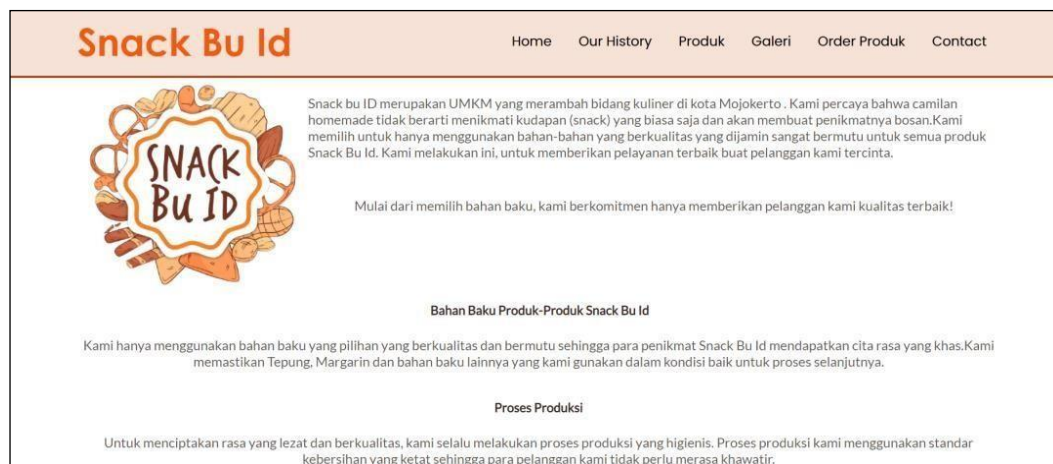 Snack Bu Id
Home Our History Produk Galeri Order Produk Contact
SNACK
BU ID
Snack bu ID merupakan UMKM yang merambah bidang kuliner di kota Mojokerto . Kami percaya bahwa camilan
homemade tidak berarti menikmati kudapan (snack) yang biasa saja dan akan membuat penikmatnya bosan.Kami
memilih untuk hanya menggunakan bahan-bahan yang berkualitas yang dijamin sangat bermutu untuk semua produk
Snack Bu Id. Kami melakukan ini, untuk memberikan pelayanan terbaik buat pelanggan kami tercinta.
Mulai dari memilih bahan baku, kami berkomitmen hanya memberikan pelanggan kami kualitas terbaik!
Bahan Baku Produk-Produk Snack Bu Id
Kami hanya menggunakan bahan baku yang pilihan yang berkualitas dan bermutu sehingga para penikmat Snack Bu Id mendapatkan cita rasa yang khas.Kami
memastikan Tepung, Margarin dan bahan baku lainnya yang kami gunakan dalam kondisi baik untuk proses selanjutnya.
Proses Produksi
Untuk menciptakan rasa yang lezat dan berkualitas, kami selalu melakukan proses produksi yang higienis. Proses produksi kami menggunakan standar
kebersihan yang ketat sehingga para pelanggan kami tidak perlu merasa khawatir.